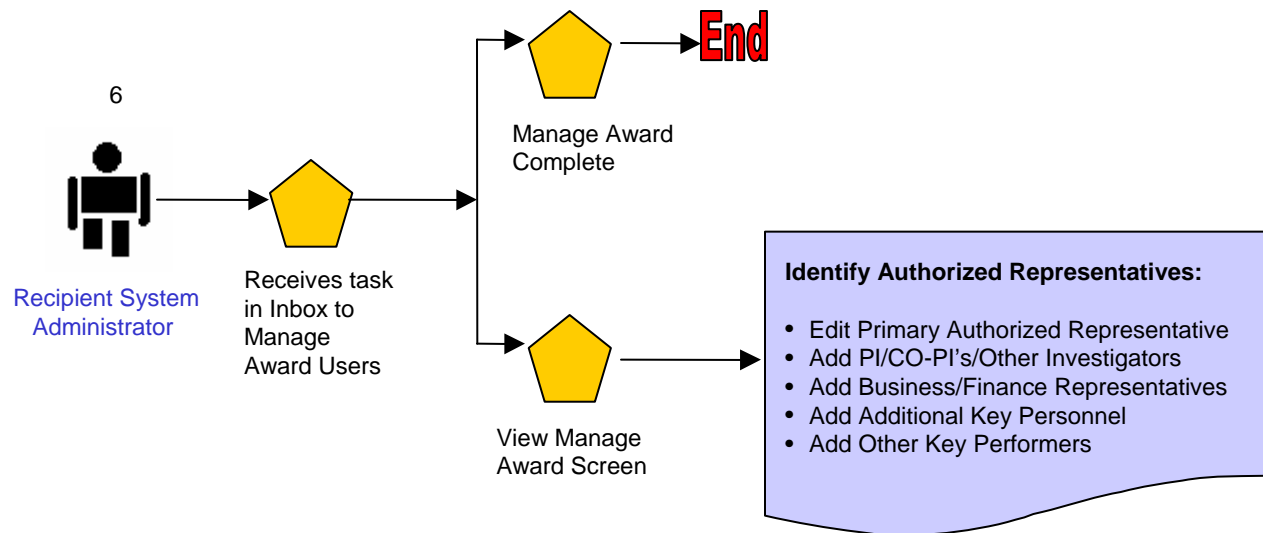 6
Recipient System
Administrator
Receives task
in Inbox to
Manage
Award Users
Manage Award
Complete
End
View Manage
Award Screen
Identify Authorized Representatives:
• Edit Primary Authorized Representative
• Add PI/CO-PI's/Other Investigators
• Add Business/Finance Representatives
• Add Additional Key Personnel
• Add Other Key Performers